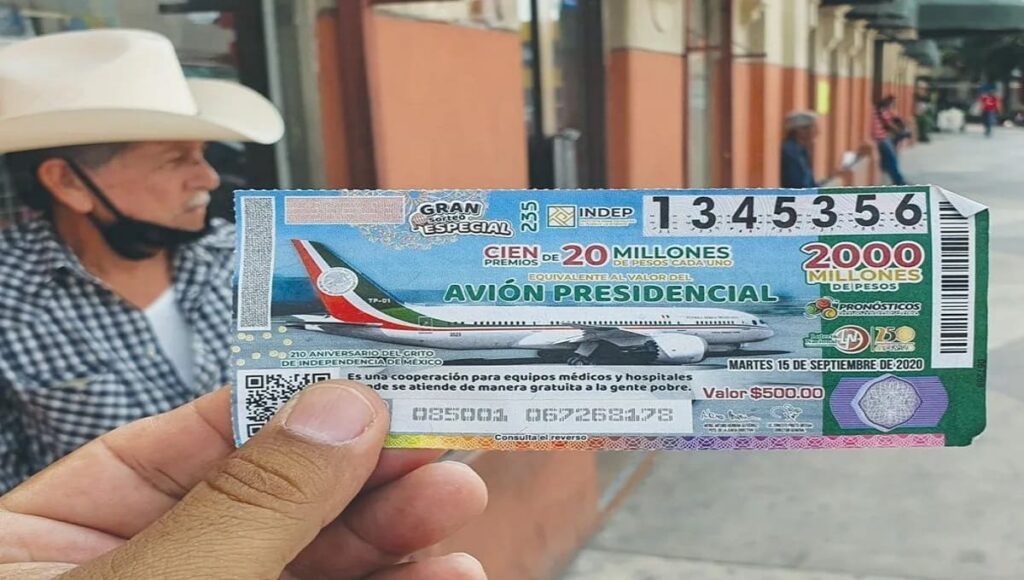 GRAN
Sorteo
ESPECIAL
235
INDEP
1345356
CIEN PREMIOS DE 20 MILLONES DE PESOS CADA UNO
EQUIVALENTE AL VALOR DEL
AVIÓN PRESIDENCIAL
2000
MILLONES
DE PESOS
PRONÓSTICOS
TP-01
LN
250
210 ANIVERSARIO DEL GRITO
DE INDEPENDENCIA DE MÉXICO
MARTES 15 DE SEPTIEMBRE DE 2020
Es una cooperación para equipos médicos y hospitales
se atiende de manera gratuita a la gente pobre.
Valor $500.00
085001 067268178
Consulta el reverso